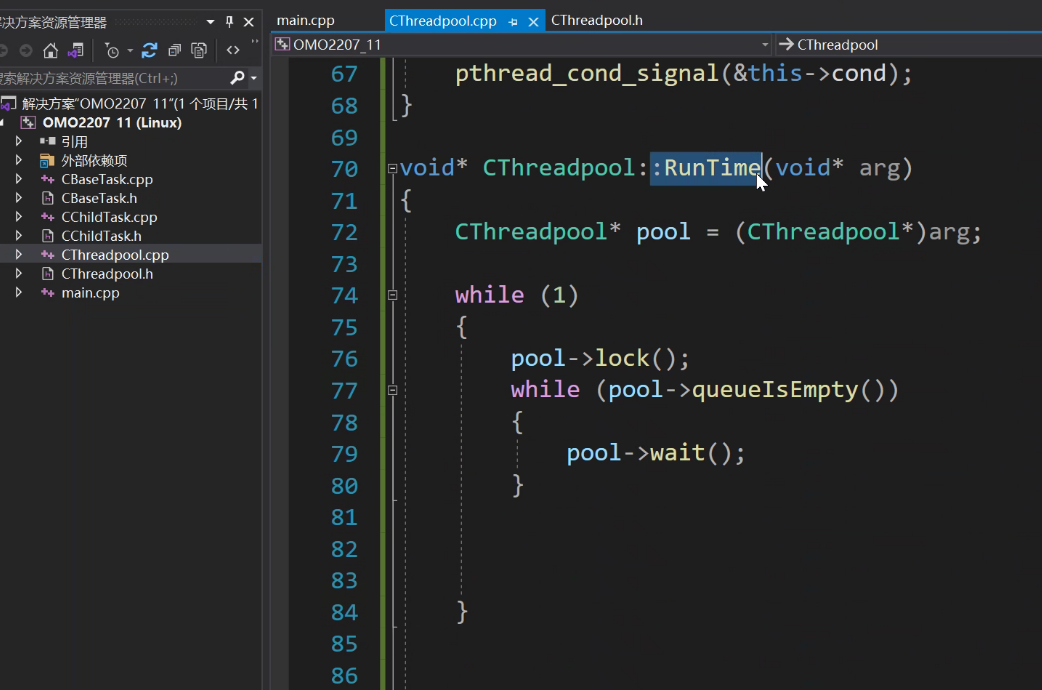 决方案资源管理器
搜索解决方案资源管理器(Ctrl+;)
解决方案"OMO2207_11"(1 个项目/共 1
OMO2207_11 (Linux)
引用
外部依赖项
CBaseTask.cpp
CBaseTask.h
CChildTask.cpp
CChildTask.h
CThreadpool.cpp
CThreadpool.h
main.cpp
main.cpp CThreadpool.cpp CThreadpool.h
OMO2207_11 CThreadpool
67 pthread_cond_signal(&this->cond);
68 }
69
70 void* CThreadpool::RunTime(void* arg)
71 {
72 CThreadpool* pool = (CThreadpool*)arg;
73
74 while (1)
75 {
76 pool->lock();
77 while (pool->queueIsEmpty())
78 {
79 pool->wait();
80 }
81
82
83
84 }
85
86